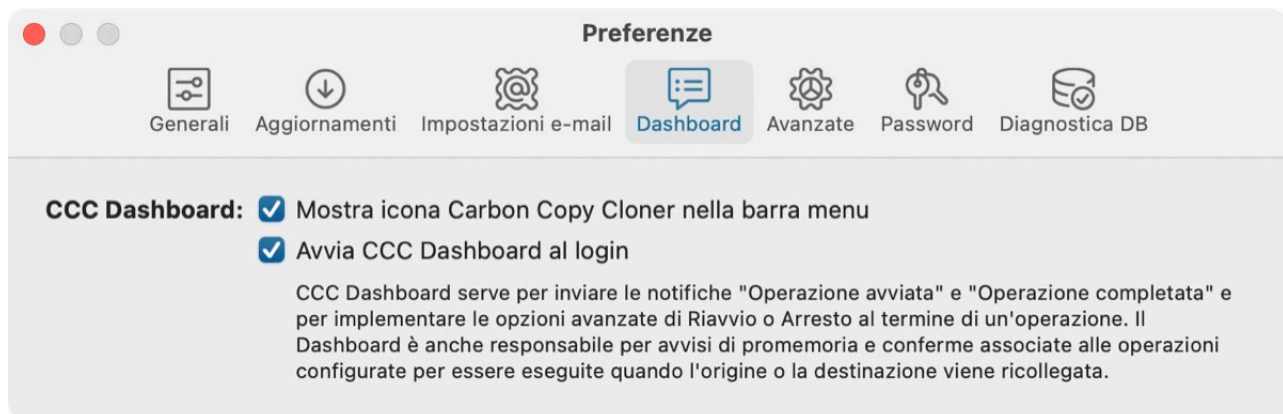 Preferenze
Generali
Aggiornamenti
Impostazioni e-mail
Dashboard
Avanzate
Password
Diagnostica DB
CCC Dashboard: Mostra icona Carbon Copy Cloner nella barra menu
Avvia CCC Dashboard al login
CCC Dashboard serve per inviare le notifiche "Operazione avviata" e "Operazione completata" e
per implementare le opzioni avanzate di Riavvio o Arresto al termine di un'operazione. Il
Dashboard è anche responsabile per avvisi di promemoria e conferme associate alle operazioni
configurate per essere eseguite quando l'origine o la destinazione viene ricollegata.